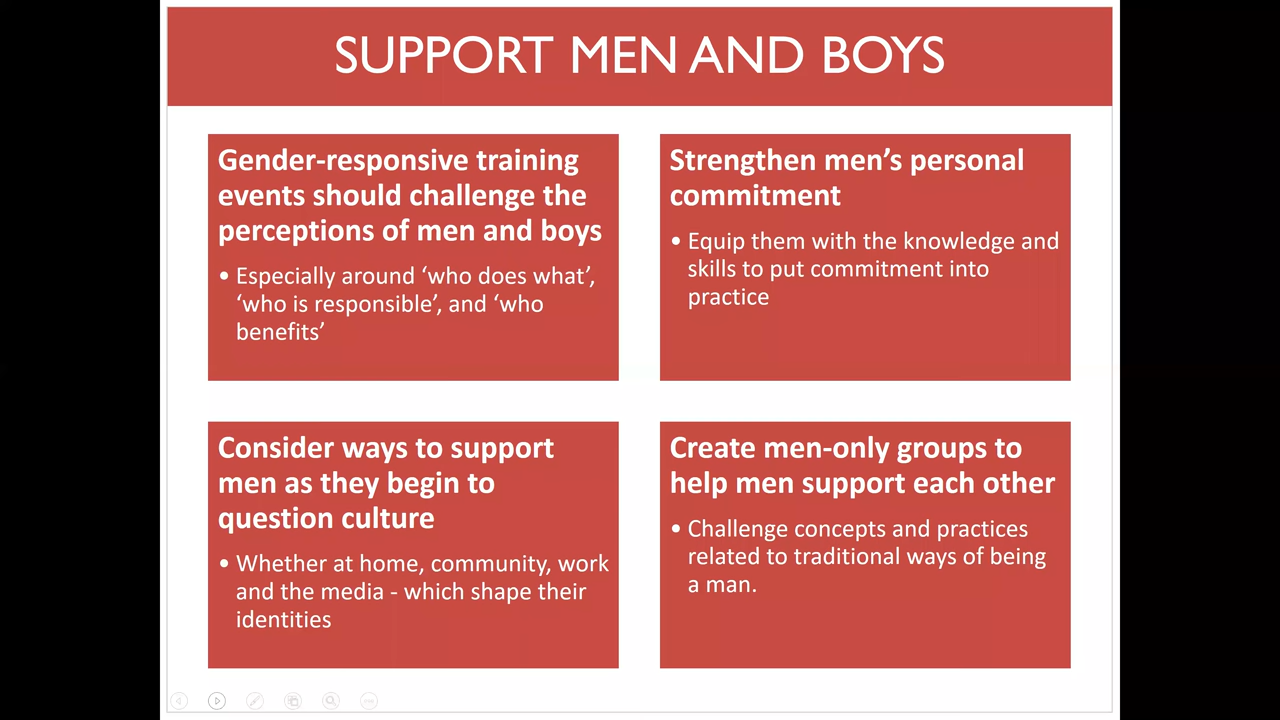 SUPPORT MEN AND BOYS
Gender-responsive training
events should challenge the
perceptions of men and boys
• Especially around ‘who does what’,
‘who is responsible’, and ‘who
benefits’
Strengthen men’s personal
commitment
• Equip them with the knowledge and
skills to put commitment into
practice
Consider ways to support
men as they begin to
question culture
• Whether at home, community, work
and the media - which shape their
identities
Create men-only groups to
help men support each other
• Challenge concepts and practices
related to traditional ways of being
a man.